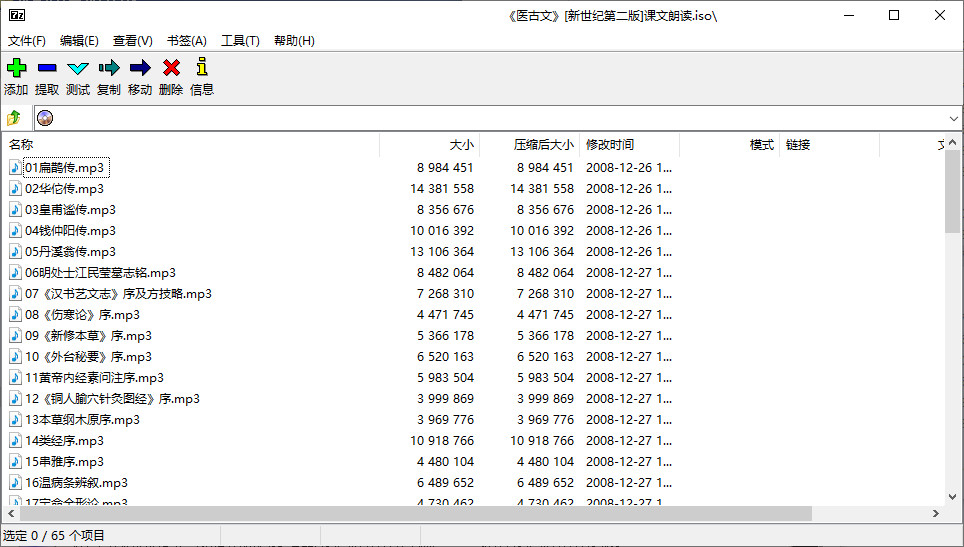 7z 《医古文》[新世纪第二版]课文朗读.iso\
文件(F) 编辑(E) 查看(V) 书签(A) 工具(T) 帮助(H)
添加 提取 测试 复制 移动 删除 信息
名称 大小 压缩后大小 修改时间 模式 链接
01扁鹊传.mp3 8 984 451 8 984 451 2008-12-26 1...
02华佗传.mp3 14 381 558 14 381 558 2008-12-26 1...
03皇甫谧传.mp3 8 356 676 8 356 676 2008-12-26 1...
04钱仲阳传.mp3 10 016 392 10 016 392 2008-12-26 1...
05丹溪翁传.mp3 13 106 364 13 106 364 2008-12-26 1...
06明处士江民莹墓志铭.mp3 8 482 064 8 482 064 2008-12-27 1...
07《汉书艺文志》序及方技略.mp3 7 268 310 7 268 310 2008-12-27 1...
08《伤寒论》序.mp3 4 471 745 4 471 745 2008-12-27 1...
09《新修本草》序.mp3 5 366 178 5 366 178 2008-12-27 1...
10《外台秘要》序.mp3 6 520 163 6 520 163 2008-12-27 1...
11黄帝内经素问注序.mp3 5 983 504 5 983 504 2008-12-27 1...
12《铜人腧穴针灸图经》序.mp3 3 999 869 3 999 869 2008-12-27 1...
13本草纲木原序.mp3 3 969 776 3 969 776 2008-12-27 1...
14类经序.mp3 10 918 766 10 918 766 2008-12-27 1...
15串雅序.mp3 4 480 104 4 480 104 2008-12-27 1...
16温病条辨叙.mp3 6 489 652 6 489 652 2008-12-27 1...
17宝命全形论.mp3 4 730 462 4 730 462 2008-12-27 1...
选定 0 / 65 个项目